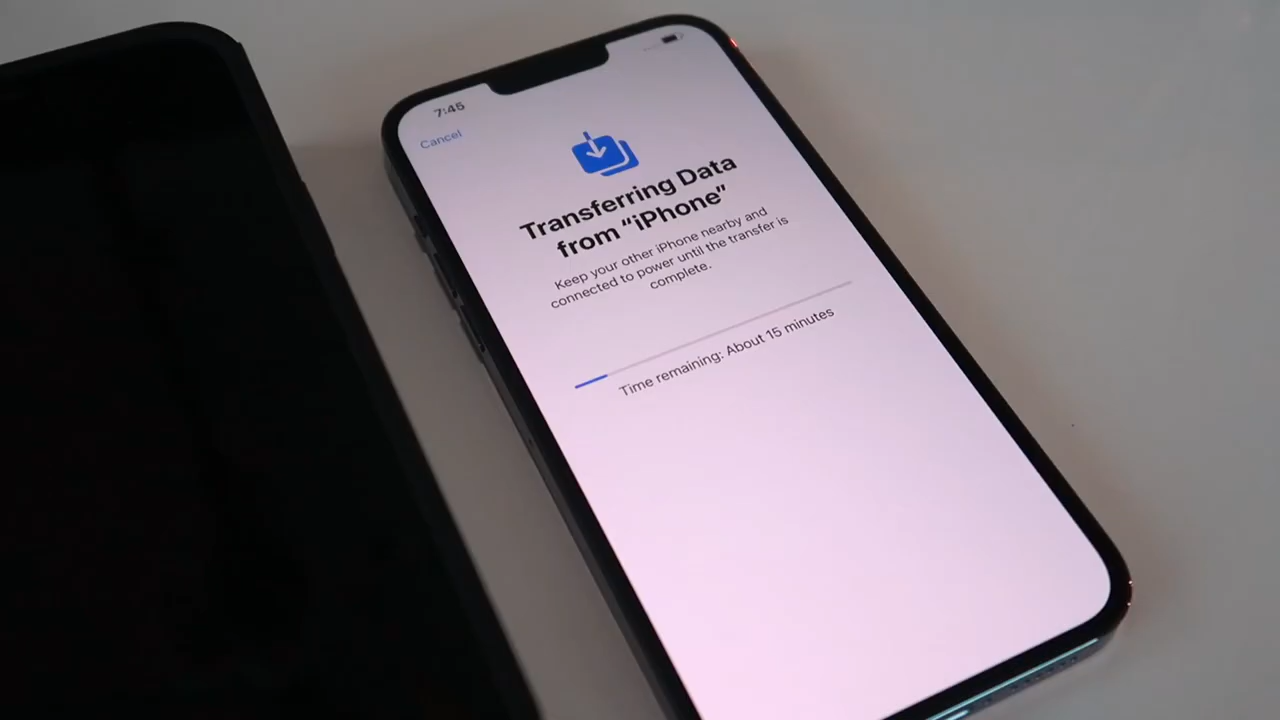 7:45
Cancel
Transferring Data
from “iPhone”
Keep your other iPhone nearby and
connected to power until the transfer is
complete.
Time remaining: About 15 minutes